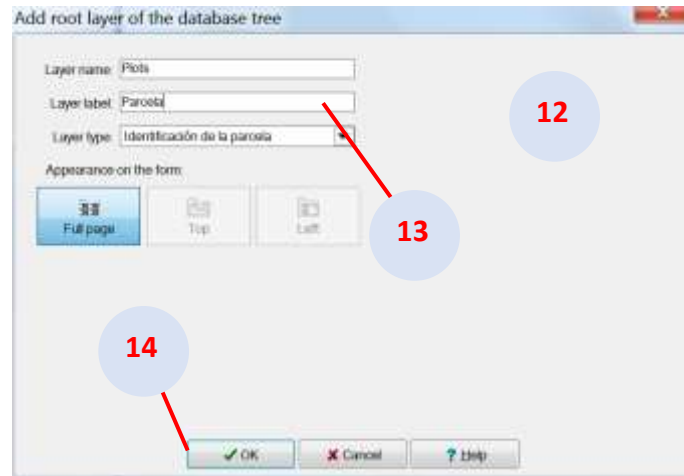 Add root layer of the database tree
Layer name: Plots
Layer label: Parcela
Layer type: Identificación de la parcela
Appearance on the form:
Full page Top Left
12
13
14
OK Cancel Help